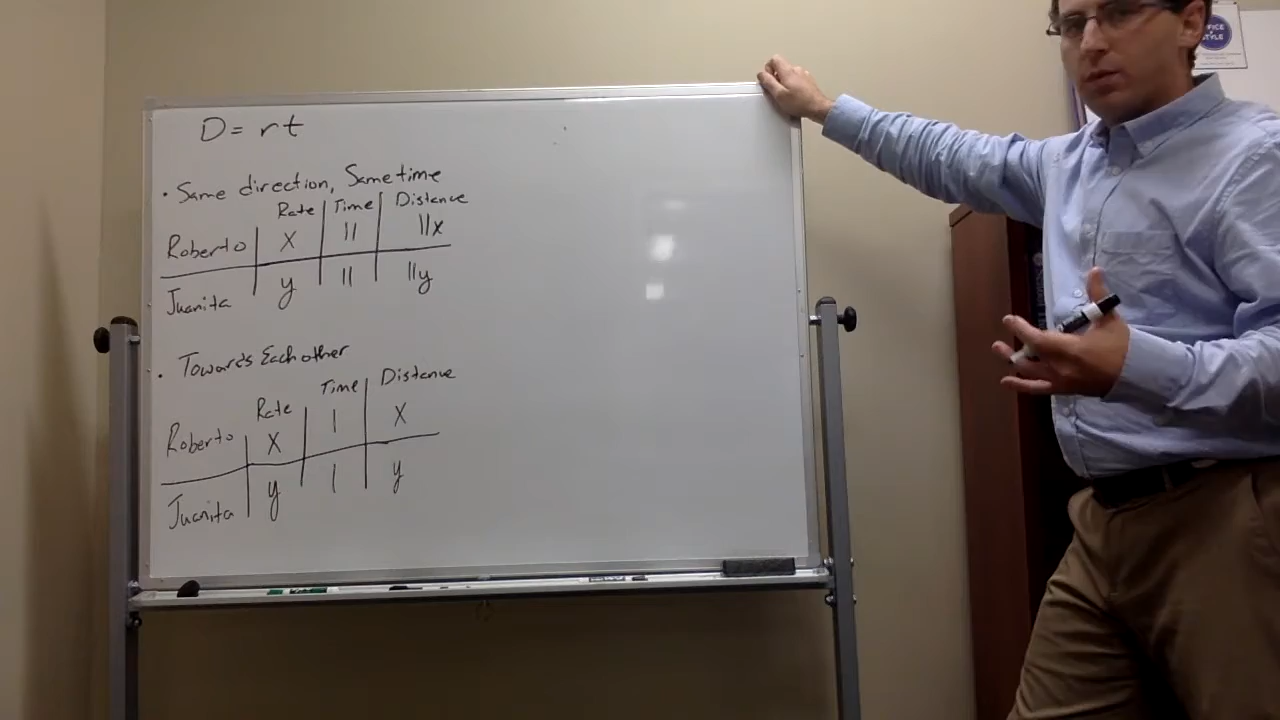 D = rt
• Same direction, Same time
Rate Time Distance
Roberto x 11 11x
Juanita y 11 11y
• Towards Each other
Rate Time Distance
Roberto x 1 x
Juanita y 1 y
STYLE